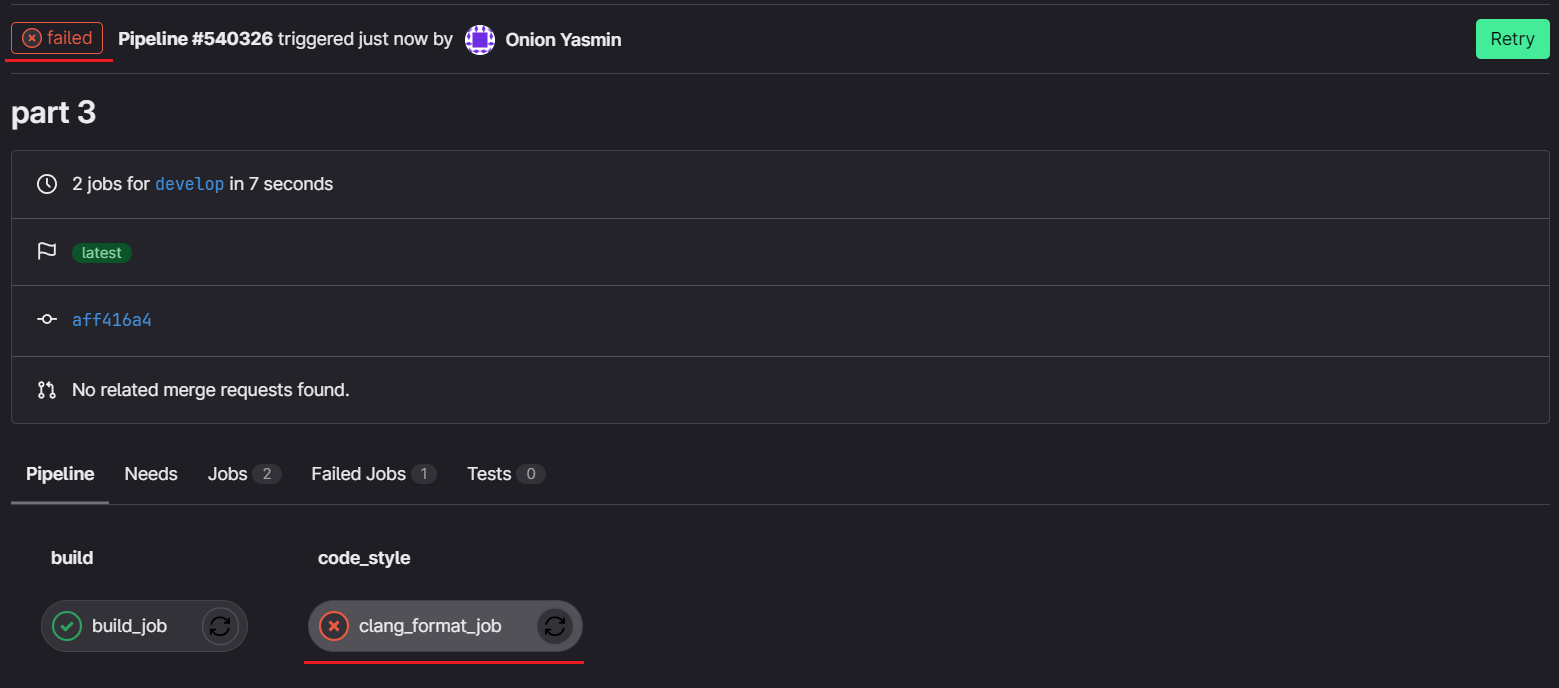 failed Pipeline #540326 triggered just now by Onion Yasmin Retry
part 3
2 jobs for develop in 7 seconds
latest
aff416a4
No related merge requests found.
Pipeline Needs Jobs 2 Failed Jobs 1 Tests 0
build code_style
build_job clang_format_job